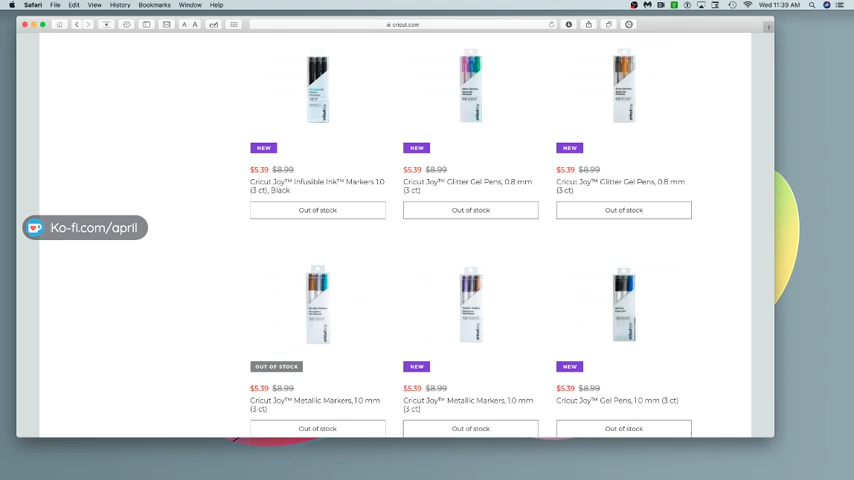 Safari File Edit View History Bookmarks Window Help
Wed 11:39 AM
A A
cricut.com
NEW NEW NEW
$5.39 $8.99 $5.39 $8.99 $5.39 $8.99
Cricut Joy™ Infusible Ink™ Markers 1.0 Cricut Joy™ Glitter Gel Pens, 0.8 mm Cricut Joy™ Glitter Gel Pens, 0.8 mm
(3 ct), Black (3 ct) (3 ct)
Out of stock Out of stock Out of stock
Ko-fi.com/april
OUT OF STOCK NEW NEW
$5.39 $8.99 $5.39 $8.99 $5.39 $8.99
Cricut Joy™ Metallic Markers, 1.0 mm Cricut Joy™ Metallic Markers, 1.0 mm Cricut Joy™ Gel Pens, 1.0 mm (3 ct)
(3 ct) (3 ct)
Out of stock Out of stock Out of stock